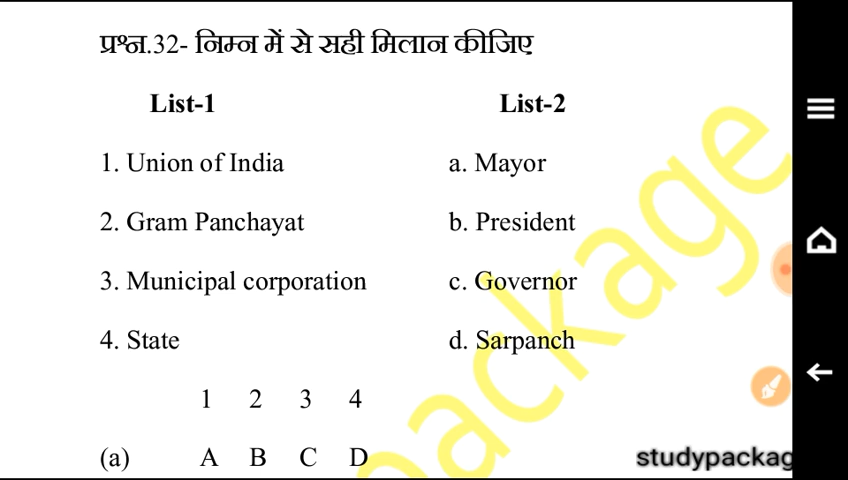 प्रश्न.32- निम्न में से सही मिलान कीजिए
List-1 List-2
1. Union of India a. Mayor
2. Gram Panchayat b. President
3. Municipal corporation c. Governor
4. State d. Sarpanch
1 2 3 4
(a) A B C D
package
studypackag